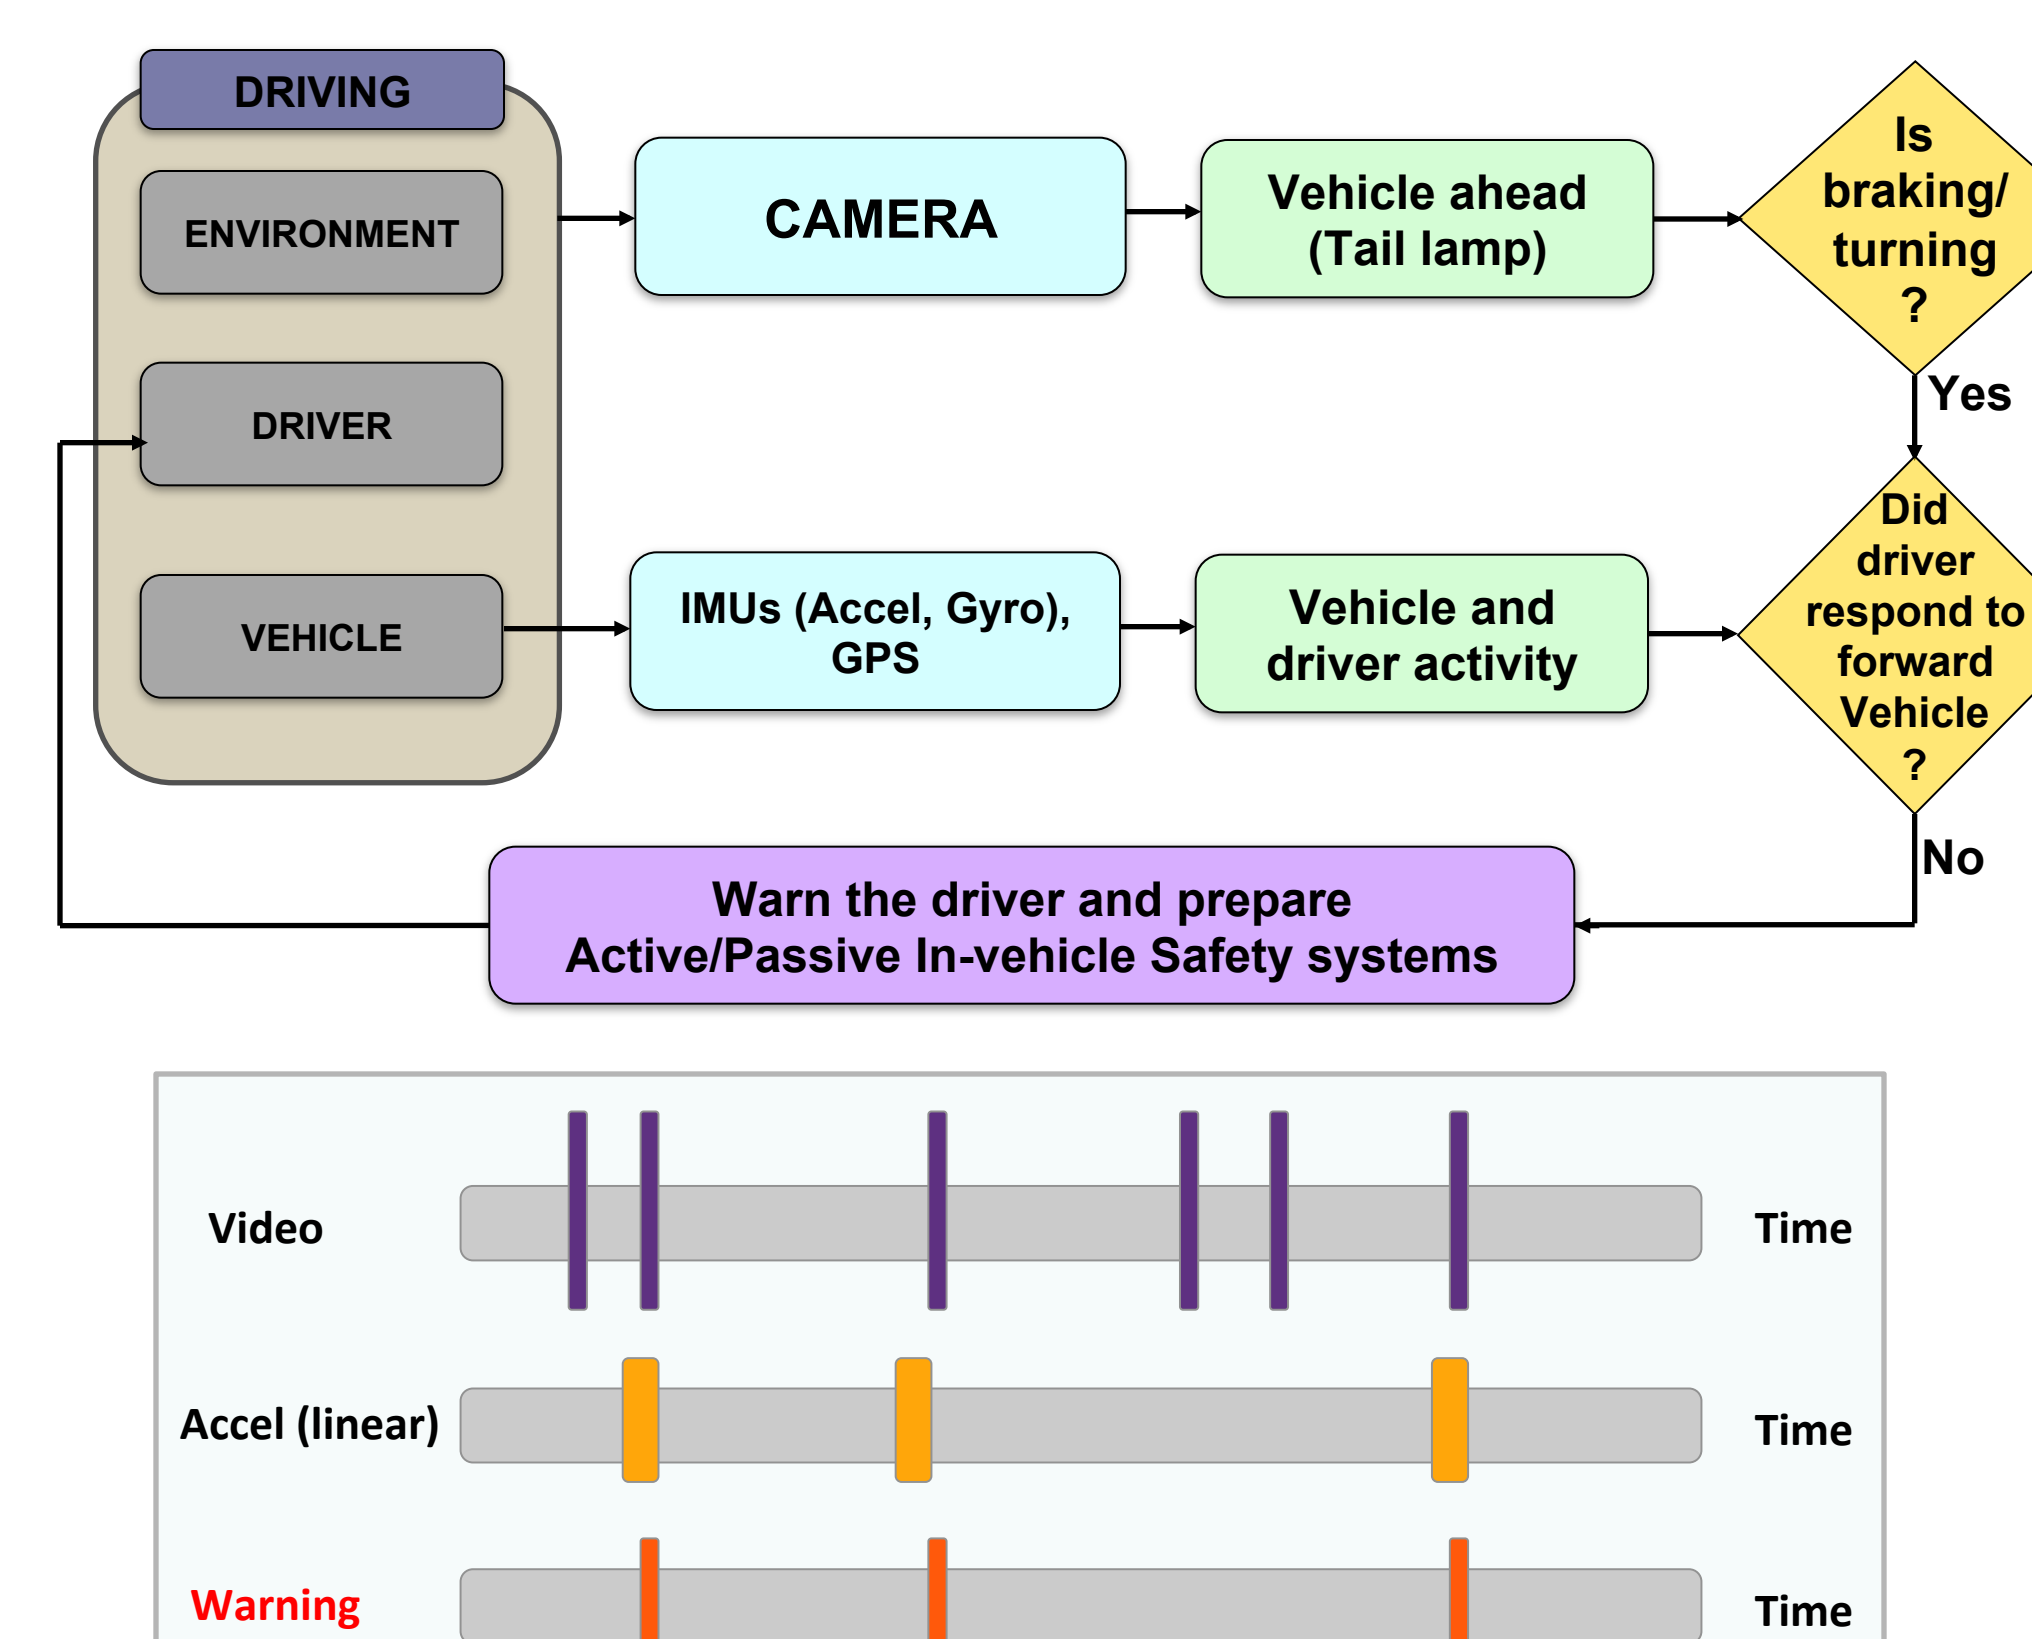 DRIVING
ENVIRONMENT
DRIVER
VEHICLE
CAMERA
Vehicle ahead
(Tail lamp)
Is
braking/
turning
?
Yes
IMUs (Accel, Gyro),
GPS
Vehicle and
driver activity
Did
driver
respond to
forward
Vehicle
?
No
Warn the driver and prepare
Active/Passive In-vehicle Safety systems
Video
Time
Accel (linear)
Time
Warning
Time